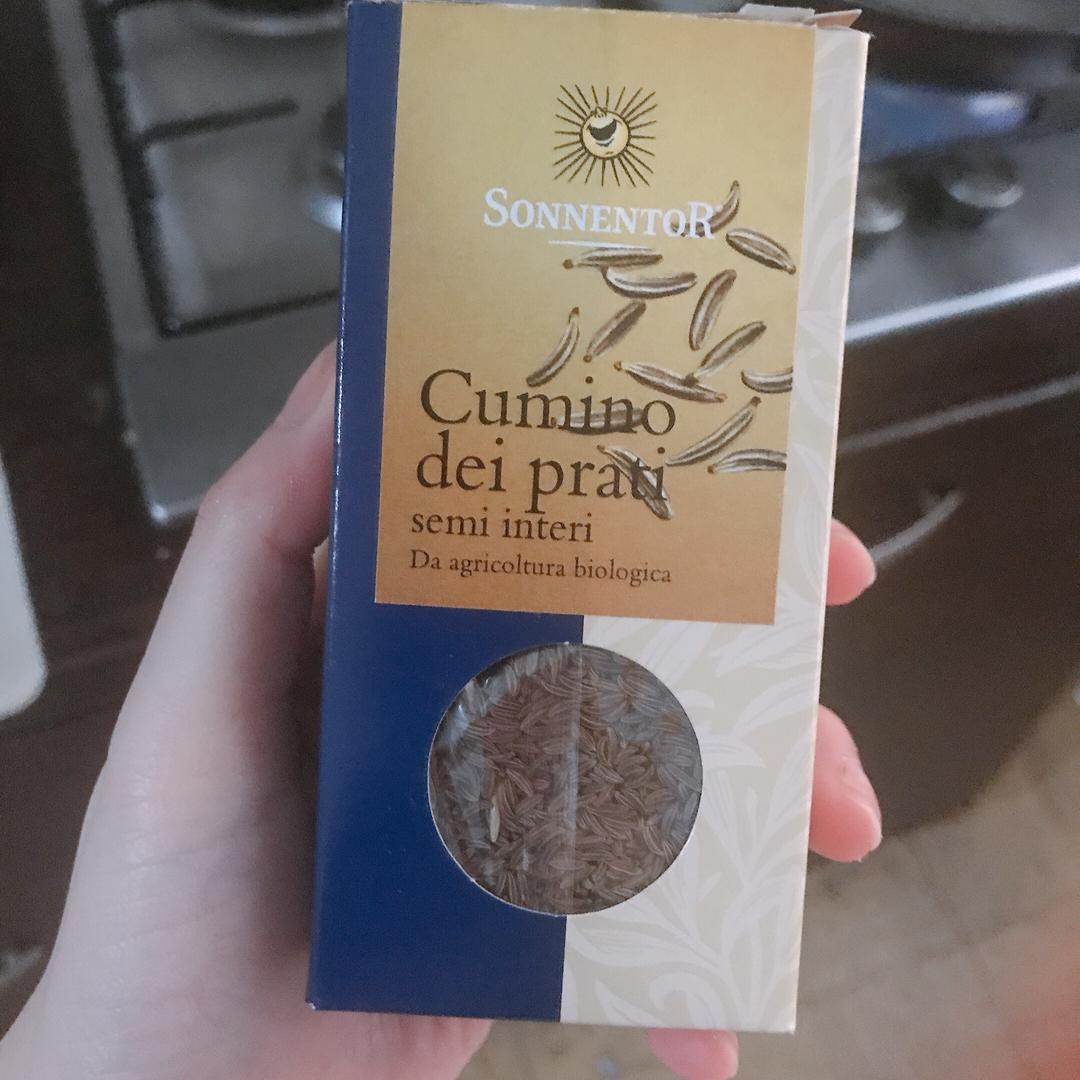 SONNENTOR
Cumino
dei prati
semi interi
Da agricoltura biologica